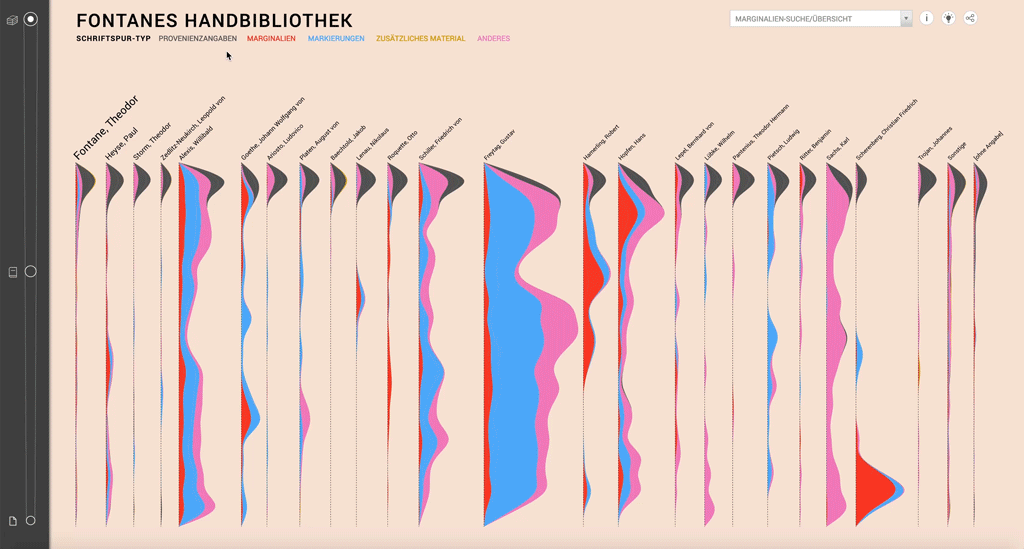 FONTANES HANDBIBLIOTHEK
MARGINALIEN-SUCHE/ÜBERSICHT
i
SCHRIFTSPUR-TYP PROVENIENZANGABEN MARGINALIEN MARKIERUNGEN ZUSÄTZLICHES MATERIAL ANDERES
Fontane, Theodor
Heyse, Paul
Storm, Theodor
Zedlitz-Neukirch, Leopold von
Alexis, Willibald
Goethe, Johann Wolfgang von
Ariosto, Ludovico
Platen, August von
Baechtold, Jakob
Lenau, Nikolaus
Roquette, Otto
Schiller, Friedrich von
Freytag, Gustav
Hamerling, Robert
Hopfen, Hans
Lepel, Bernhard von
Lübke, Wilhelm
Pantenius, Theodor Hermann
Pietsch, Ludwig
Ritter, Benjamin
Sachs, Karl
Scherenberg, Christian Friedrich
Trojan, Johannes
Sonstige
[ohne Angabe]